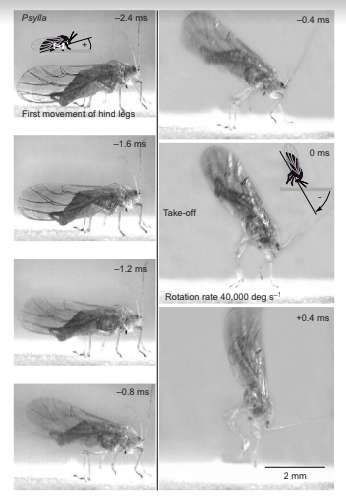 Psylla
–2.4 ms
+
First movement of hind legs
–1.6 ms
–1.2 ms
–0.8 ms
–0.4 ms
0 ms
-
Take-off
Rotation rate 40,000 deg s⁻¹
+0.4 ms
2 mm